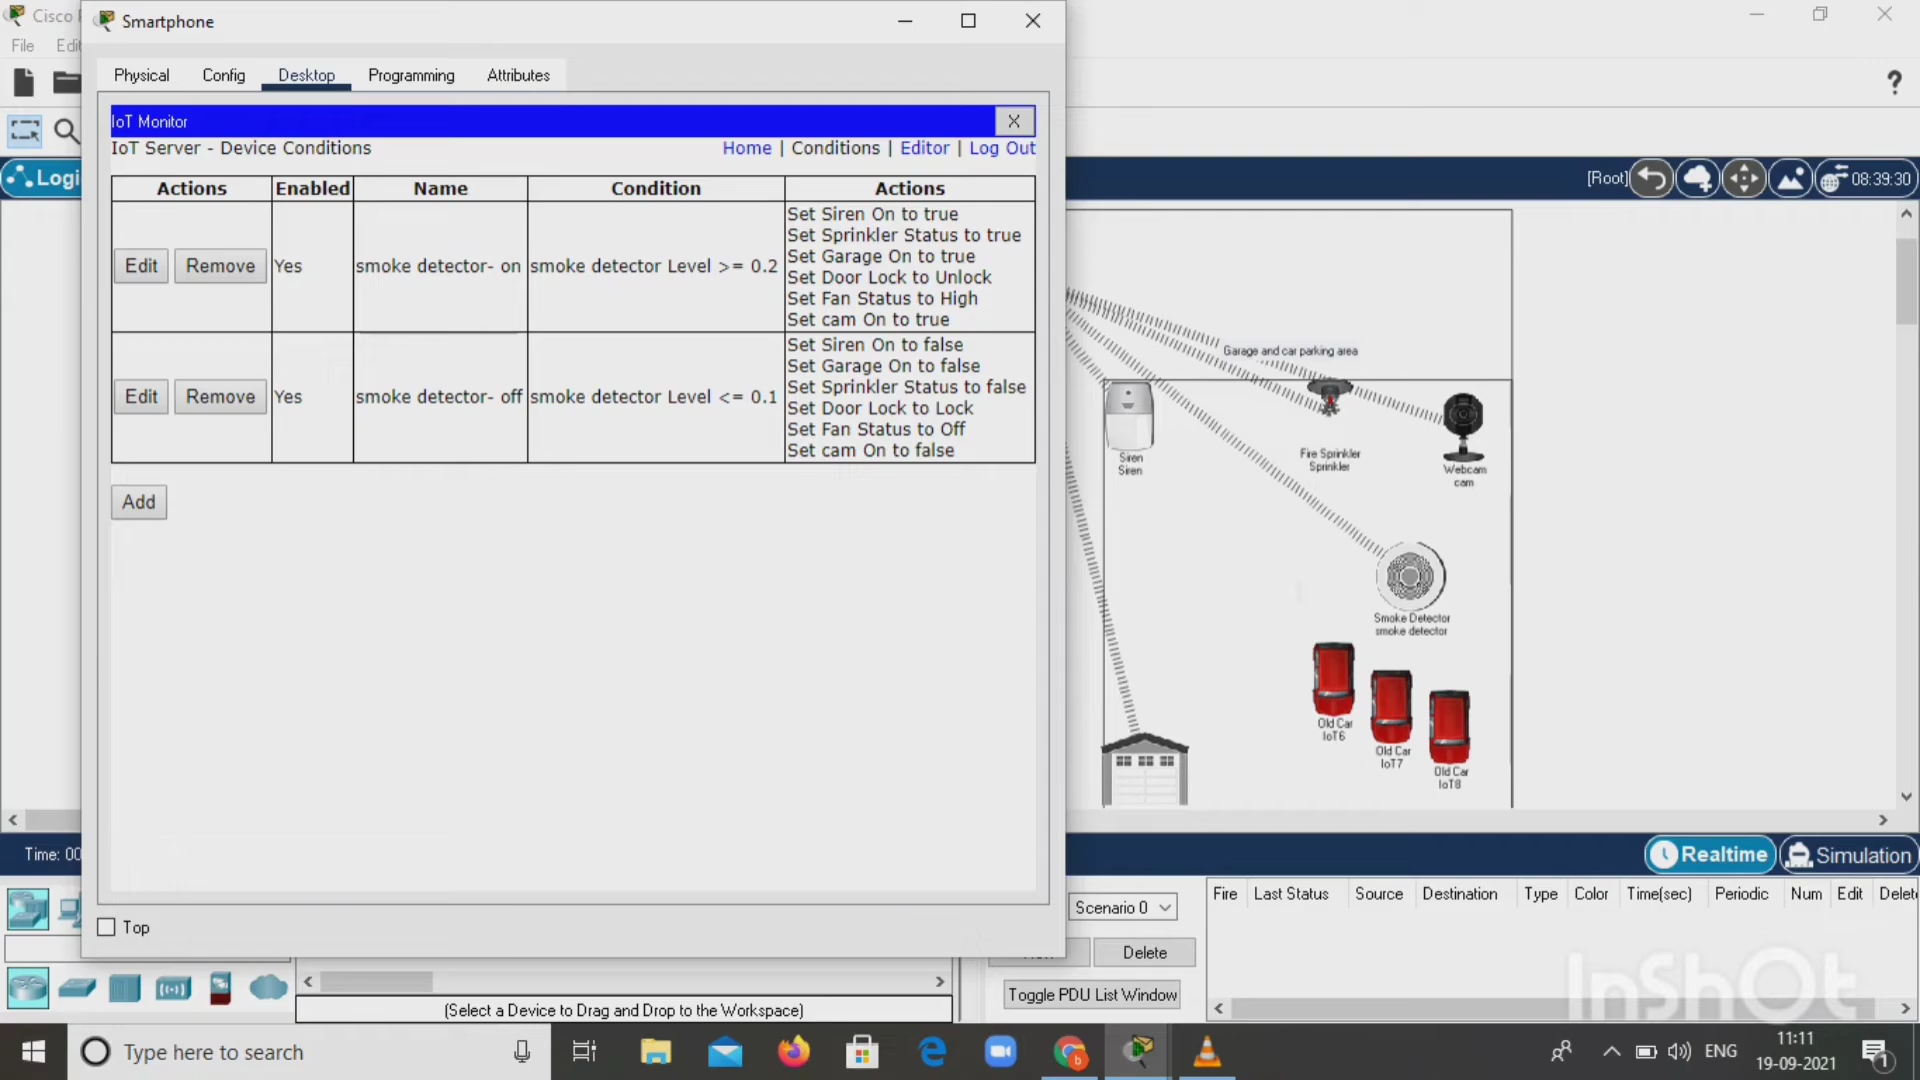 Cisco
Smartphone
File
Physical Config Desktop Programming Attributes
IoT Monitor
X
IoT Server - Device Conditions
Home | Conditions | Editor | Log Out
Actions Enabled Name Condition Actions
Edit Remove Yes smoke detector- on smoke detector Level >= 0.2
Set Siren On to true
Set Sprinkler Status to true
Set Garage On to true
Set Door Lock to Unlock
Set Fan Status to High
Set cam On to true
Edit Remove Yes smoke detector- off smoke detector Level <= 0.1
Set Siren On to false
Set Garage On to false
Set Sprinkler Status to false
Set Door Lock to Lock
Set Fan Status to Off
Set cam On to false
Add
Top
?
[Root]
08:39:30
Garage and car parking area
Siren
Siren
Fire Sprinkler
Sprinkler
Webcam
cam
Smoke Detector
smoke detector
Old Car
IoT6
Old Car
IoT7
Old Car
IoT8
Time: 00
Realtime Simulation
Scenario 0
Fire Last Status Source Destination Type Color Time(sec) Periodic Num Edit Delet
Delete
Toggle PDU List Window
(Select a Device to Drag and Drop to the Workspace)
InShOt
Type here to search
ENG
11:11
19-09-2021
1